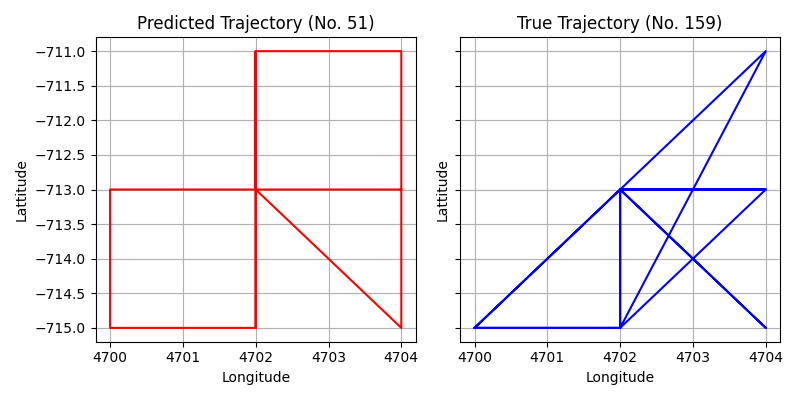 Predicted Trajectory (No. 51)
−711.0
−711.5
−712.0
−712.5
−713.0
−713.5
−714.0
−714.5
−715.0
Lattitude
4700 4701 4702 4703 4704
Longitude
True Trajectory (No. 159)
Lattitude
4700 4701 4702 4703 4704
Longitude